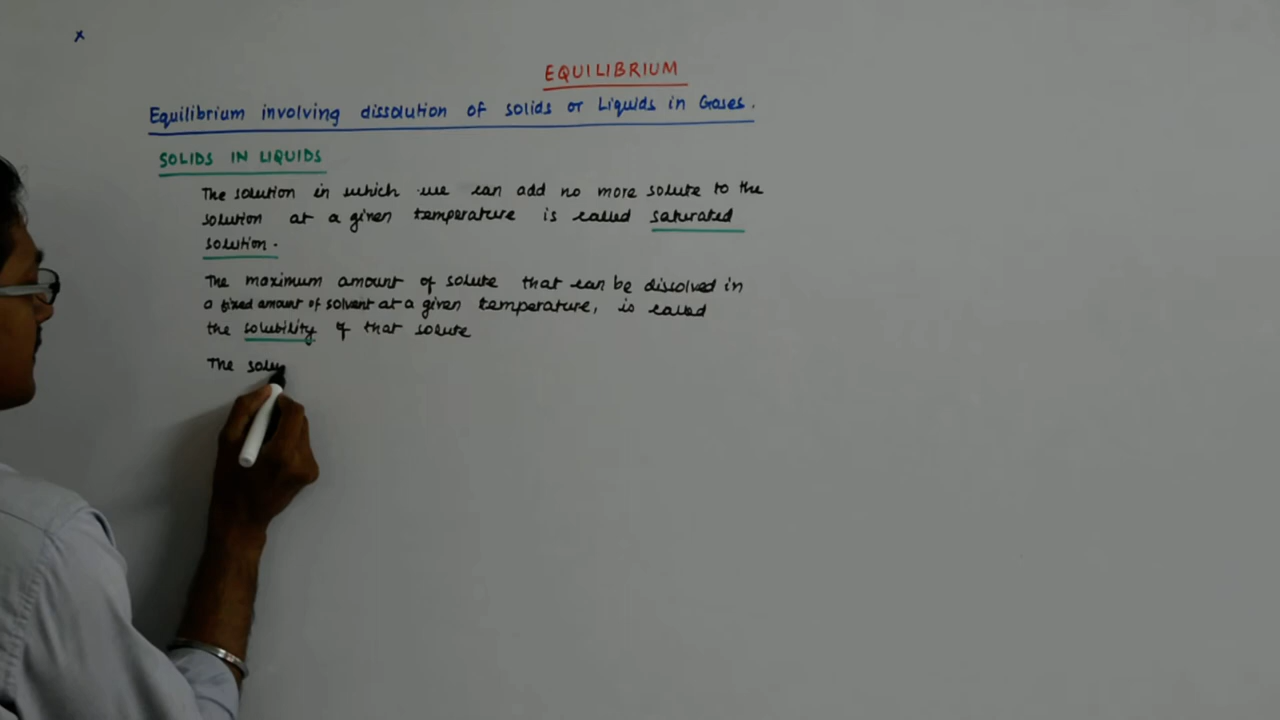 x
EQUILIBRIUM
Equilibrium involving dissolution of solids or Liquids in Gases.
SOLIDS IN LIQUIDS
The solution in which we can add no more solute to the
solution at a given temperature is called saturated
solution.
The maximum amount of solute that can be dissolved in
a fixed amount of solvent at a given temperature, is called
the solubility of that solute
The solu